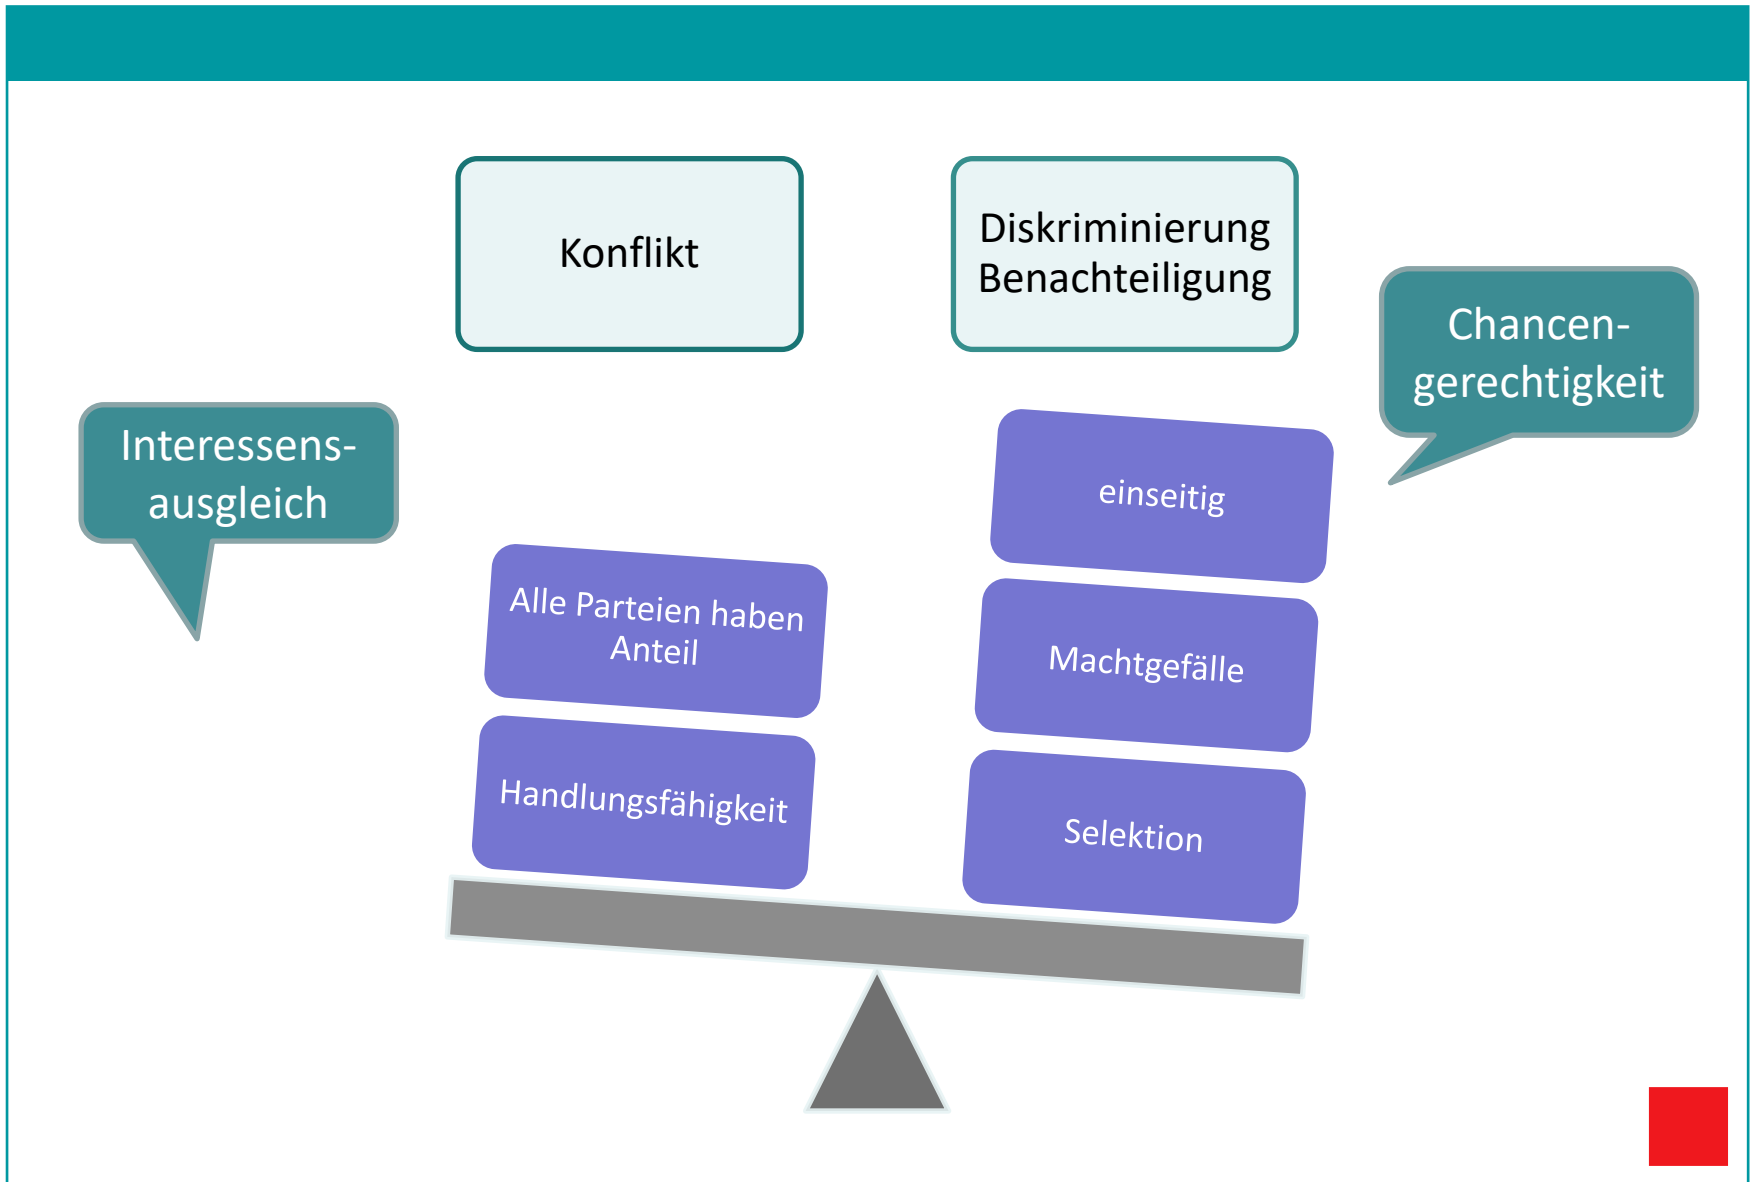 Konflikt
Diskriminierung
Benachteiligung
Chancen-
gerechtigkeit
Interessens-
ausgleich
Alle Parteien haben
Anteil
Handlungsfähigkeit
einseitig
Machtgefälle
Selektion